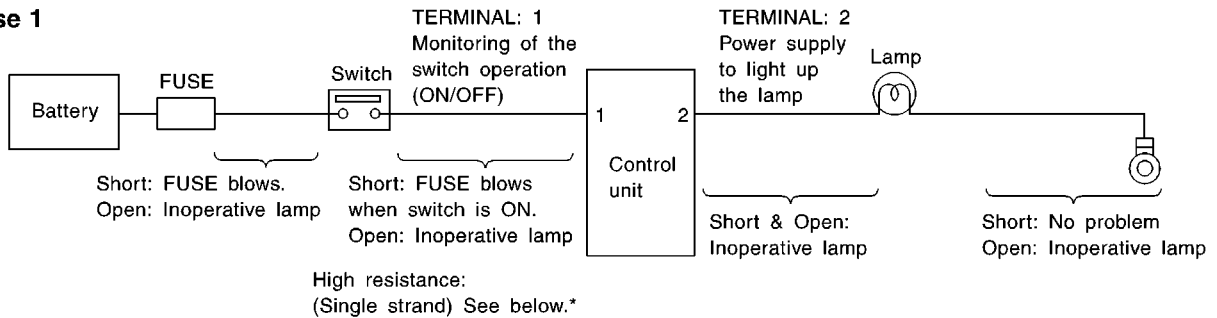 se 1
TERMINAL: 1
Monitoring of the
switch operation
(ON/OFF)
TERMINAL: 2
Power supply
to light up
the lamp
Battery
FUSE
Switch
Lamp
1
2
Control
unit
Short: FUSE blows.
Open: Inoperative lamp
Short: FUSE blows
when switch is ON.
Open: Inoperative lamp
High resistance:
(Single strand) See below.*
Short & Open:
Inoperative lamp
Short: No problem
Open: Inoperative lamp